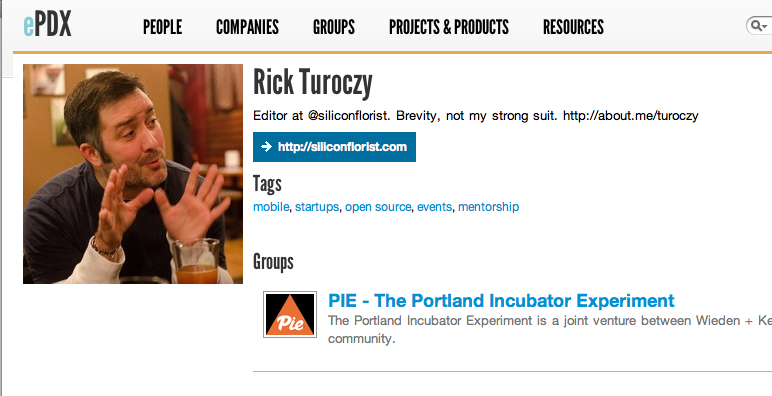 ePDX
PEOPLE COMPANIES GROUPS PROJECTS & PRODUCTS RESOURCES
Rick Turoczy
Editor at @siliconflorist. Brevity, not my strong suit. http://about.me/turoczy
→ http://siliconflorist.com
Tags
mobile, startups, open source, events, mentorship
Groups
Pie
PIE - The Portland Incubator Experiment
The Portland Incubator Experiment is a joint venture between Wieden + Ke
community.